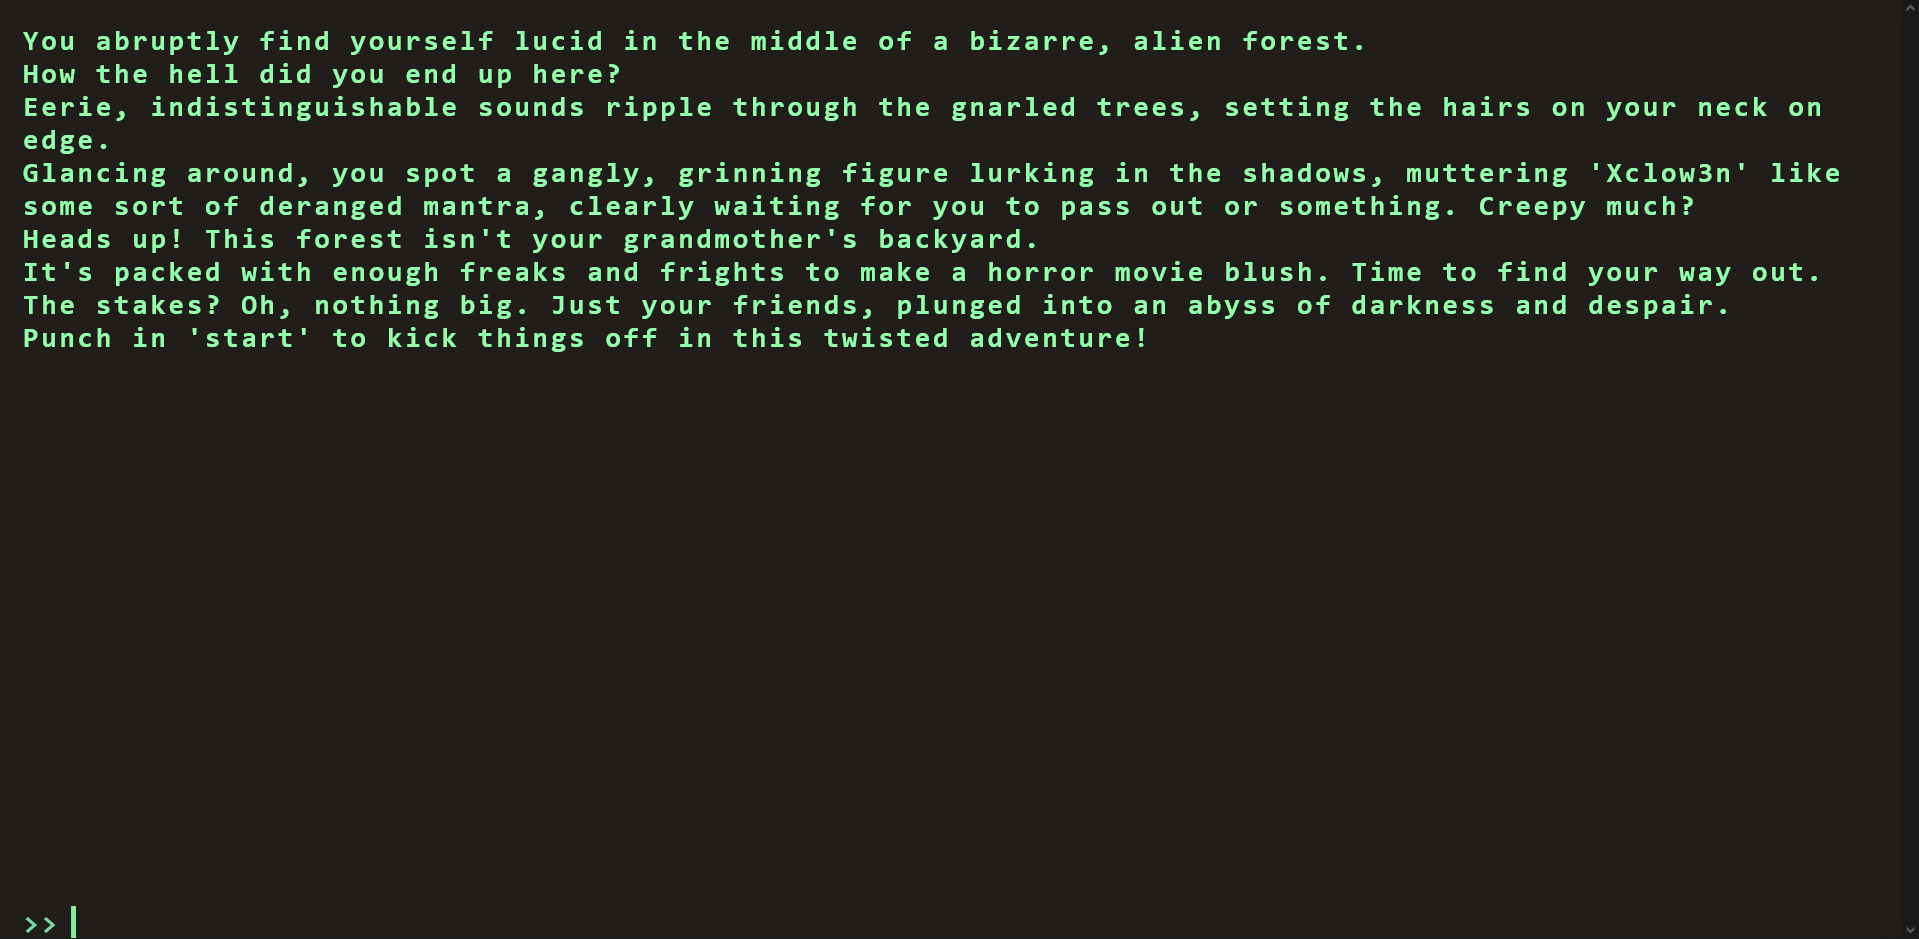 You abruptly find yourself lucid in the middle of a bizarre, alien forest.
How the hell did you end up here?
Eerie, indistinguishable sounds ripple through the gnarled trees, setting the hairs on your neck on
edge.
Glancing around, you spot a gangly, grinning figure lurking in the shadows, muttering 'Xclow3n' like
some sort of deranged mantra, clearly waiting for you to pass out or something. Creepy much?
Heads up! This forest isn't your grandmother's backyard.
It's packed with enough freaks and frights to make a horror movie blush. Time to find your way out.
The stakes? Oh, nothing big. Just your friends, plunged into an abyss of darkness and despair.
Punch in 'start' to kick things off in this twisted adventure!
>>